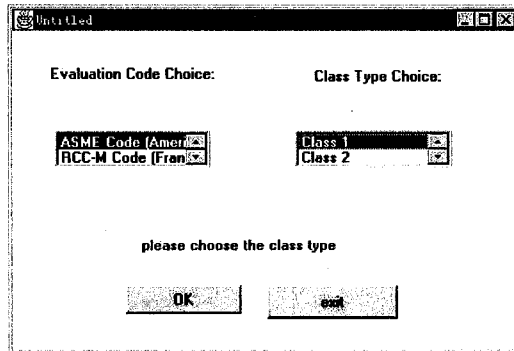 Untitled
Evaluation Code Choice:
Class Type Choice:
ASME Code (Ameri
RCC-M Code (Fran
Class 1
Class 2
please choose the class type
OK
exit